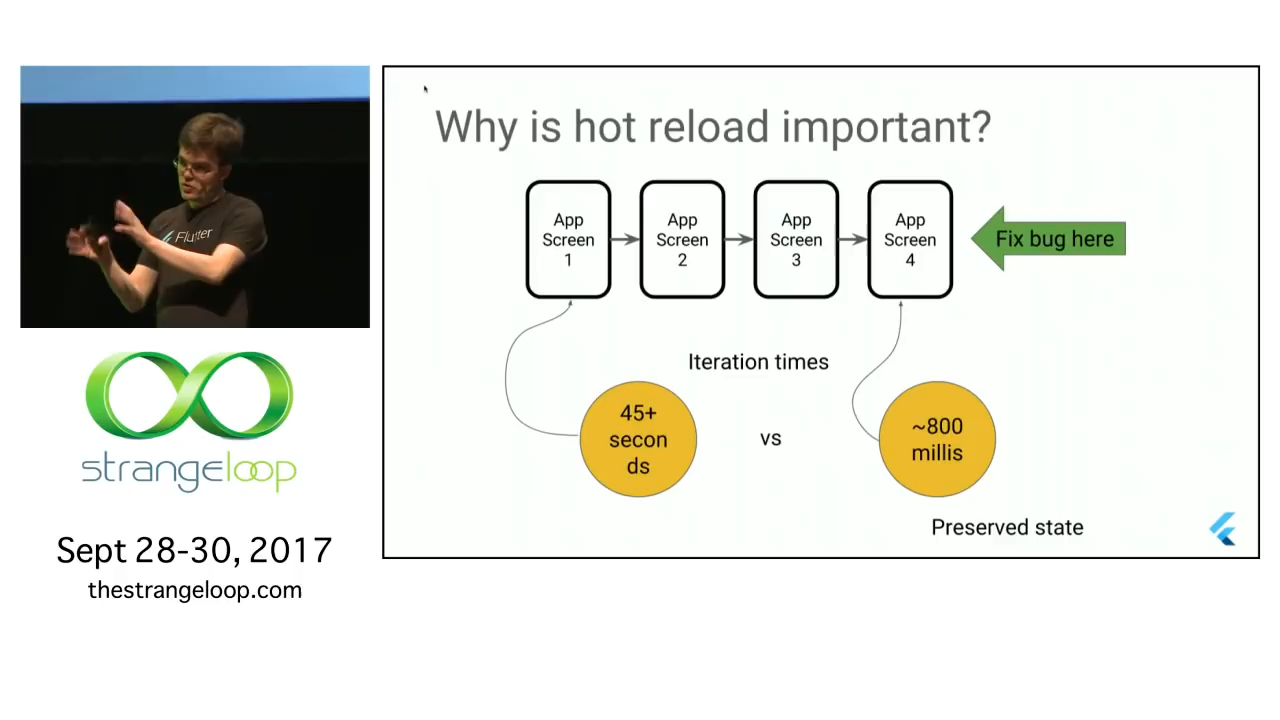 Flutter
strangeloop
Sept 28-30, 2017
thestrangeloop.com
Why is hot reload important?
App
Screen
1
App
Screen
2
App
Screen
3
App
Screen
4
Fix bug here
Iteration times
45+
secon
ds
vs
~800
millis
Preserved state